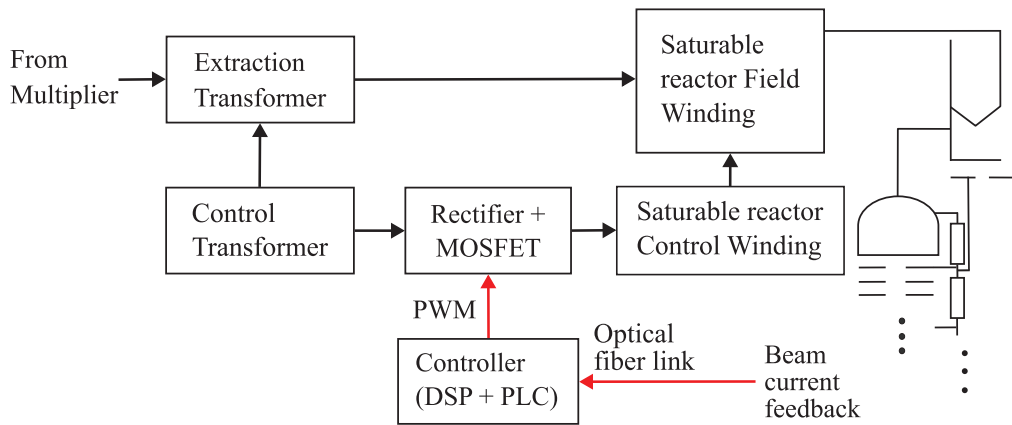 From
Multiplier
Extraction
Transformer
Saturable
reactor Field
Winding
Control
Transformer
Rectifier +
MOSFET
Saturable reactor
Control Winding
PWM
Controller
(DSP + PLC)
Optical
fiber link
Beam
current
feedback